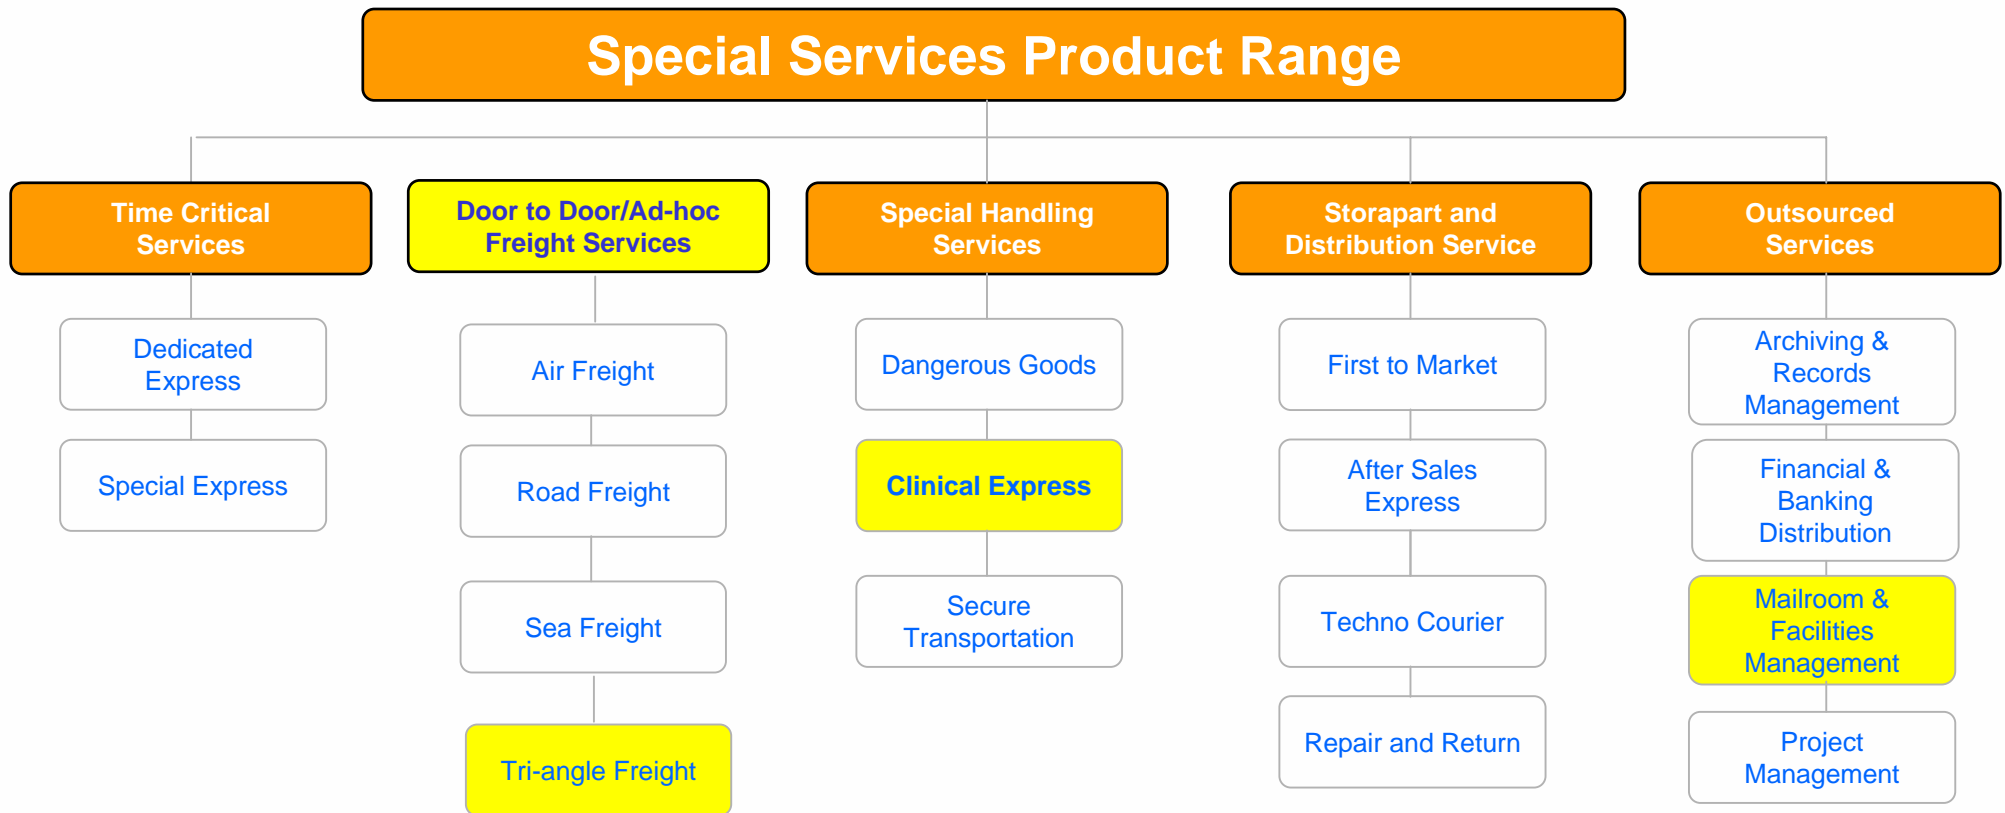 Special Services Product Range
Time Critical
Services
Door to Door/Ad-hoc
Freight Services
Special Handling
Services
Storapart and
Distribution Service
Outsourced
Services
Dedicated
Express
Special Express
Air Freight
Road Freight
Sea Freight
Tri-angle Freight
Dangerous Goods
Clinical Express
Secure
Transportation
First to Market
After Sales
Express
Techno Courier
Repair and Return
Archiving &
Records
Management
Financial &
Banking
Distribution
Mailroom &
Facilities
Management
Project
Management